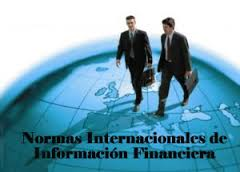 Normas Internacionales de
Información Financiera